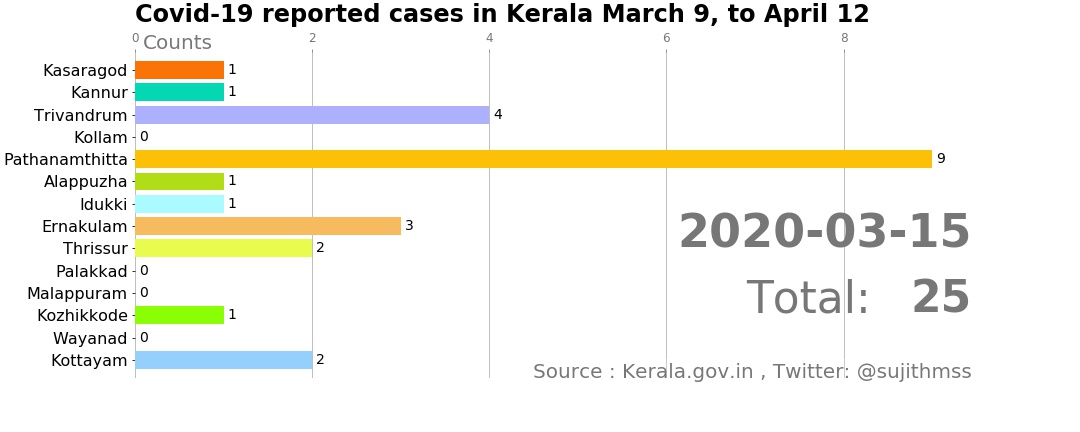 Covid-19 reported cases in Kerala March 9, to April 12
0 2 4 6 8
Counts
Kasaragod 1
Kannur 1
Trivandrum 4
Kollam 0
Pathanamthitta 9
Alappuzha 1
Idukki 1
Ernakulam 3
2020-03-15
Thrissur 2
Palakkad 0
Malappuram 0
Total: 25
Kozhikkode 1
Wayanad 0
Kottayam 2
Source : Kerala.gov.in , Twitter: @sujithmss